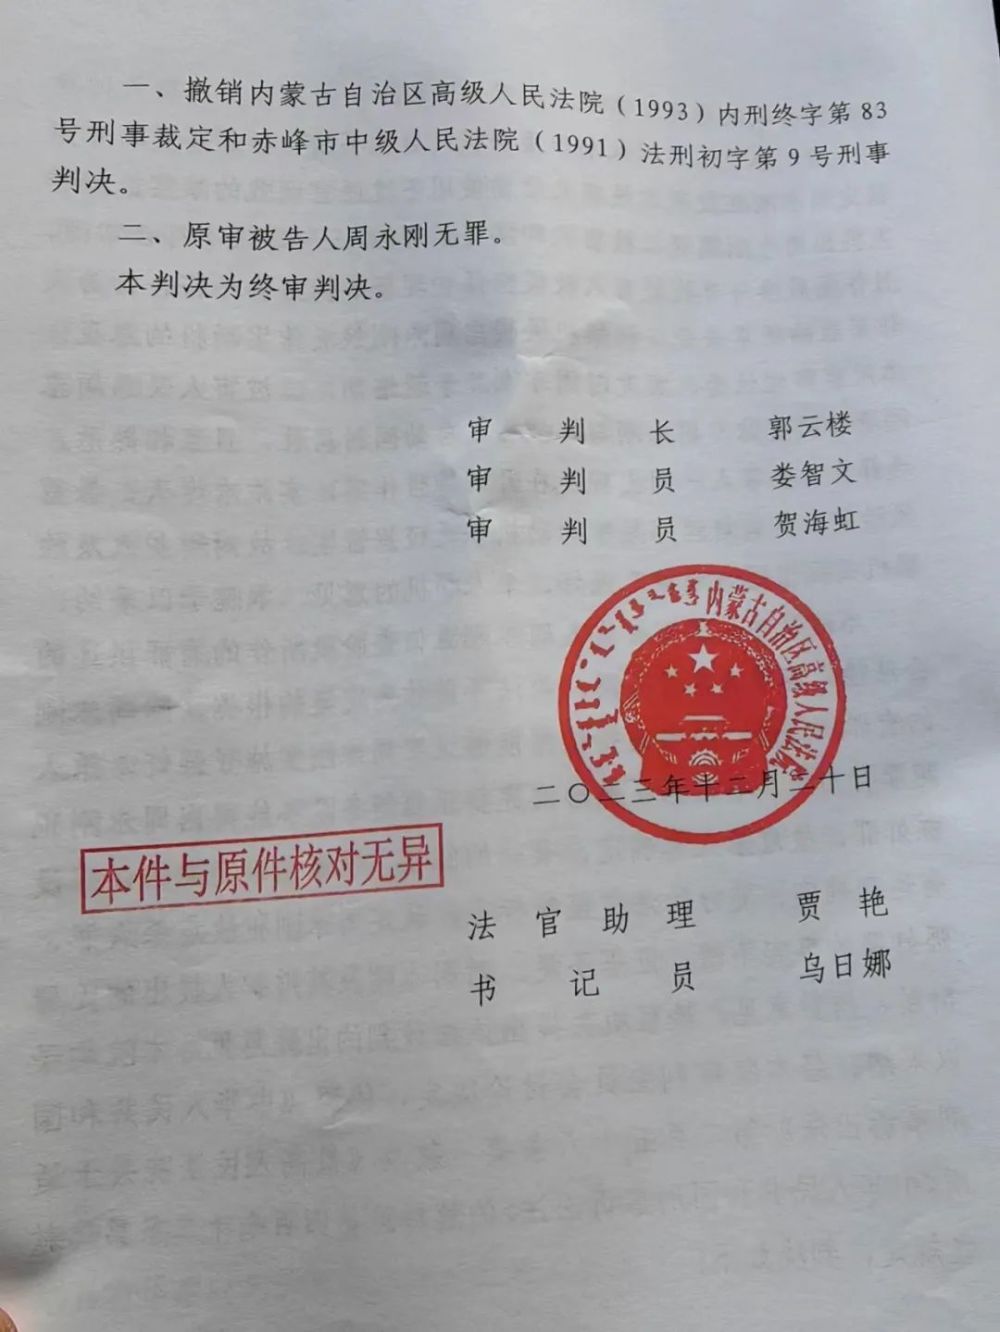 一、撤销内蒙古自治区高级人民法院（1993）内刑终字第 83
号刑事裁定和赤峰市中级人民法院（1991）法刑初字第 9 号刑事
判决。
二、原审被告人周永刚无罪。
本判决为终审判决。
审 判 长 郭云楼
审 判 员 娄智文
审 判 员 贺海虹
内蒙古自治区高级人民法院
二〇二三年十二月二十日
本件与原件核对无异
法 官 助 理 贾 艳
书 记 员 乌日娜